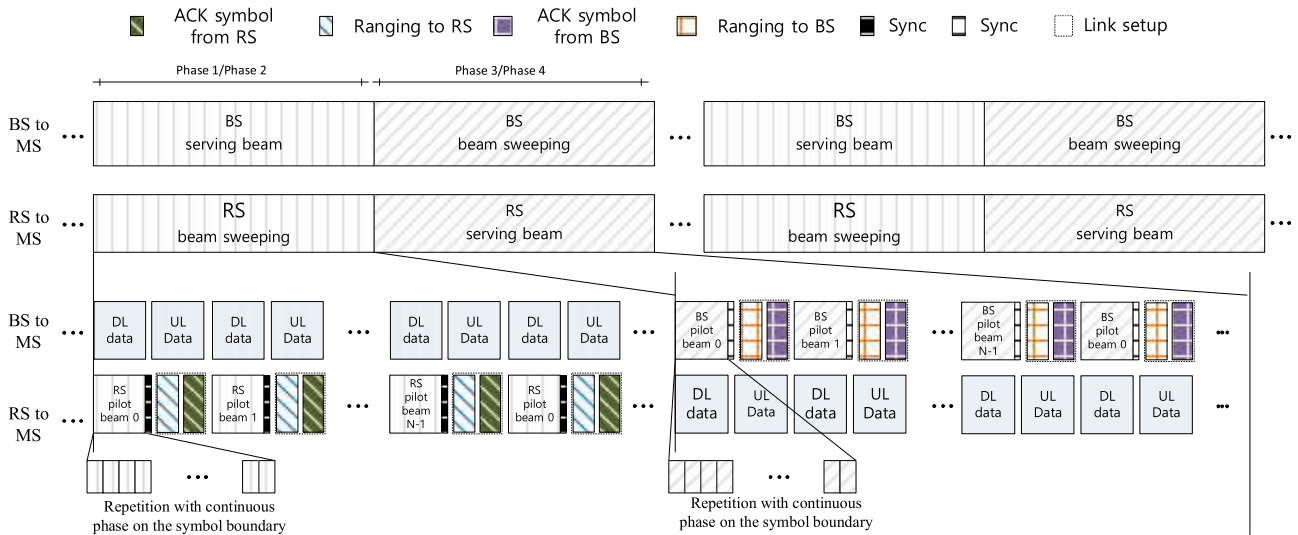 ACK symbol
from RS
Ranging to RS
ACK symbol
from BS
Ranging to BS
Sync
Sync
Link setup
Phase 1/Phase 2
Phase 3/Phase 4
BS to
MS
...
BS
serving beam
BS
beam sweeping
...
BS
serving beam
BS
beam sweeping
...
RS to
MS
...
RS
beam sweeping
RS
serving beam
...
RS
beam sweeping
RS
serving beam
...
BS to
MS
...
DL
data
UL
Data
DL
data
UL
Data
...
DL
data
UL
Data
DL
data
UL
Data
...
BS
pilot
beam 0
BS
pilot
beam 1
...
BS
pilot
beam
N-1
BS
pilot
beam 0
...
RS to
MS
...
RS
pilot
beam 0
RS
pilot
beam 1
...
RS
pilot
beam
N-1
RS
pilot
beam 0
...
DL
data
UL
Data
DL
data
UL
Data
...
DL
data
UL
Data
DL
data
UL
Data
...
...
Repetition with continuous
phase on the symbol boundary
...
Repetition with continuous
phase on the symbol boundary